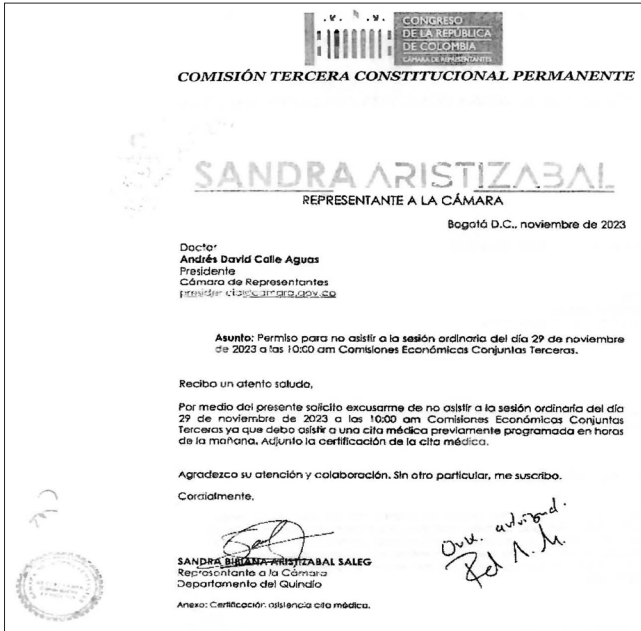 CONGRESO
DE LA REPÚBLICA
DE COLOMBIA
CÁMARA DE REPRESENTANTES
COMISIÓN TERCERA CONSTITUCIONAL PERMANENTE
SANDRA ARISTIZABAL
REPRESENTANTE A LA CÁMARA
Bogotá D.C., noviembre de 2023
Doctor
Andrés David Calle Aguas
Presidente
Cámara de Representantes
Asunto: Permiso para no asistir a la sesión ordinaria del día 29 de noviembre
de 2023 a las 10:00 am Comisiones Económicas Conjuntas Terceras.
Reciba un atento saludo,
Por medio del presente solicito excusarme de no asistir a la sesión ordinaria del día
29 de noviembre de 2023 a las 10:00 am Comisiones Económicas Conjuntas
Terceras ya que debo asistir a una cita médica previamente programada en horas
de la mañana. Adjunto la certificación de la cita médica.
Agradezco su atención y colaboración. Sin otro particular, me suscribo.
Cordialmente,
SANDRA BIBIANA ARISTIZABAL SALEG
Representante a la Cámara
Departamento del Quindío
Anexo: Certificación asistencia cita médica.